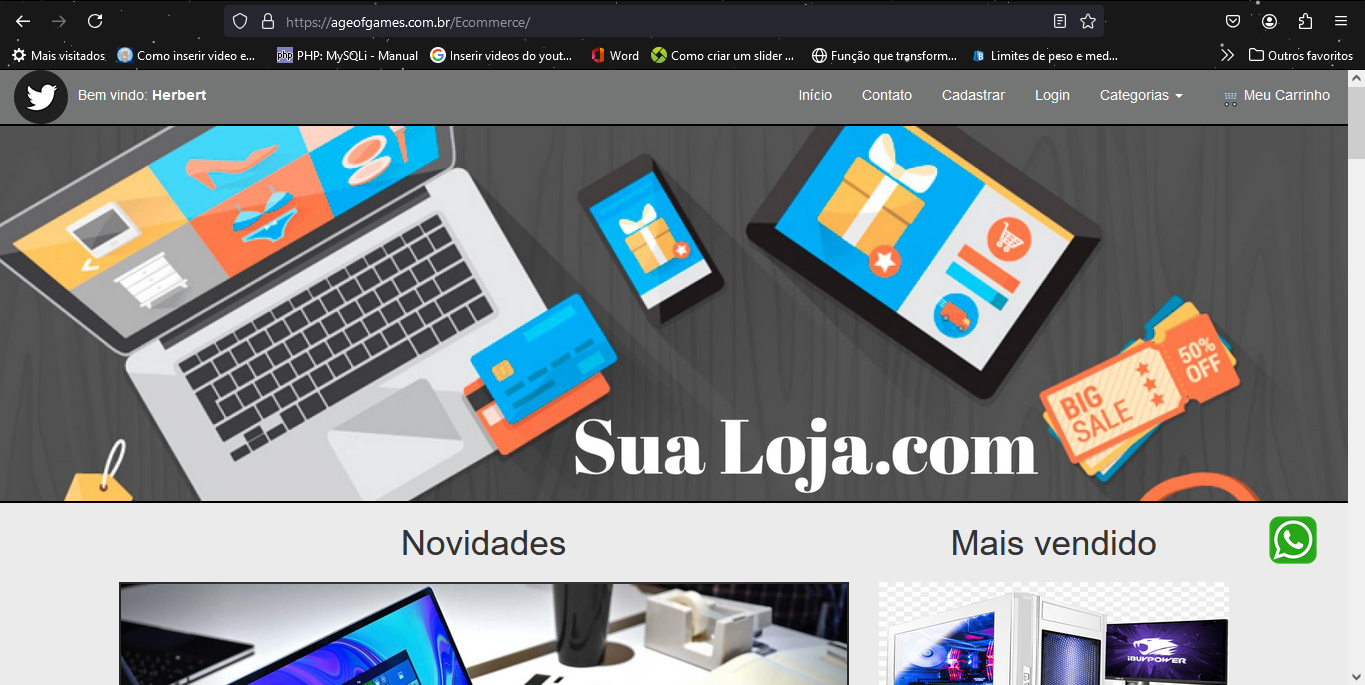 https://ageofgames.com.br/Ecommerce/
Mais visitados
Como inserir video e...
php PHP: MySQLi - Manual
Inserir videos do yout...
Word
Como criar um slider ...
Função que transform...
Limites de peso e med...
Outros favoritos
Bem vindo: Herbert
Início
Contato
Cadastrar
Login
Categorias
Meu Carrinho
50%
OFF
BIG
SALE
Sua Loja.com
Novidades
Mais vendido
iBUYPOWER